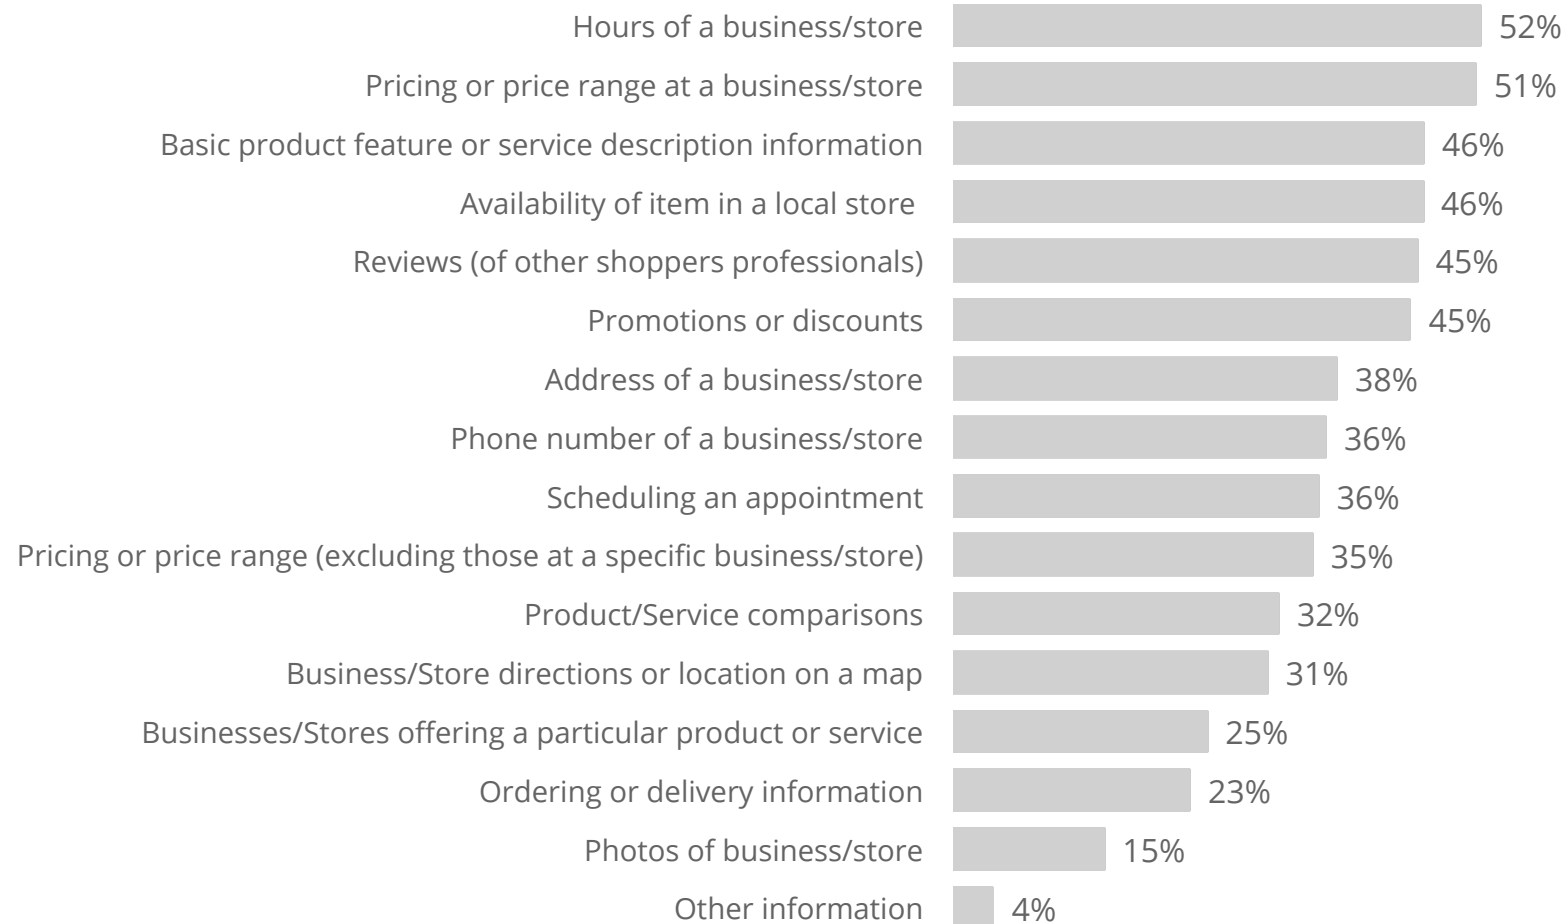 Hours of a business/store 52%
Pricing or price range at a business/store 51%
Basic product feature or service description information 46%
Availability of item in a local store 46%
Reviews (of other shoppers professionals) 45%
Promotions or discounts 45%
Address of a business/store 38%
Phone number of a business/store 36%
Scheduling an appointment 36%
Pricing or price range (excluding those at a specific business/store) 35%
Product/Service comparisons 32%
Business/Store directions or location on a map 31%
Businesses/Stores offering a particular product or service 25%
Ordering or delivery information 23%
Photos of business/store 15%
Other information 4%